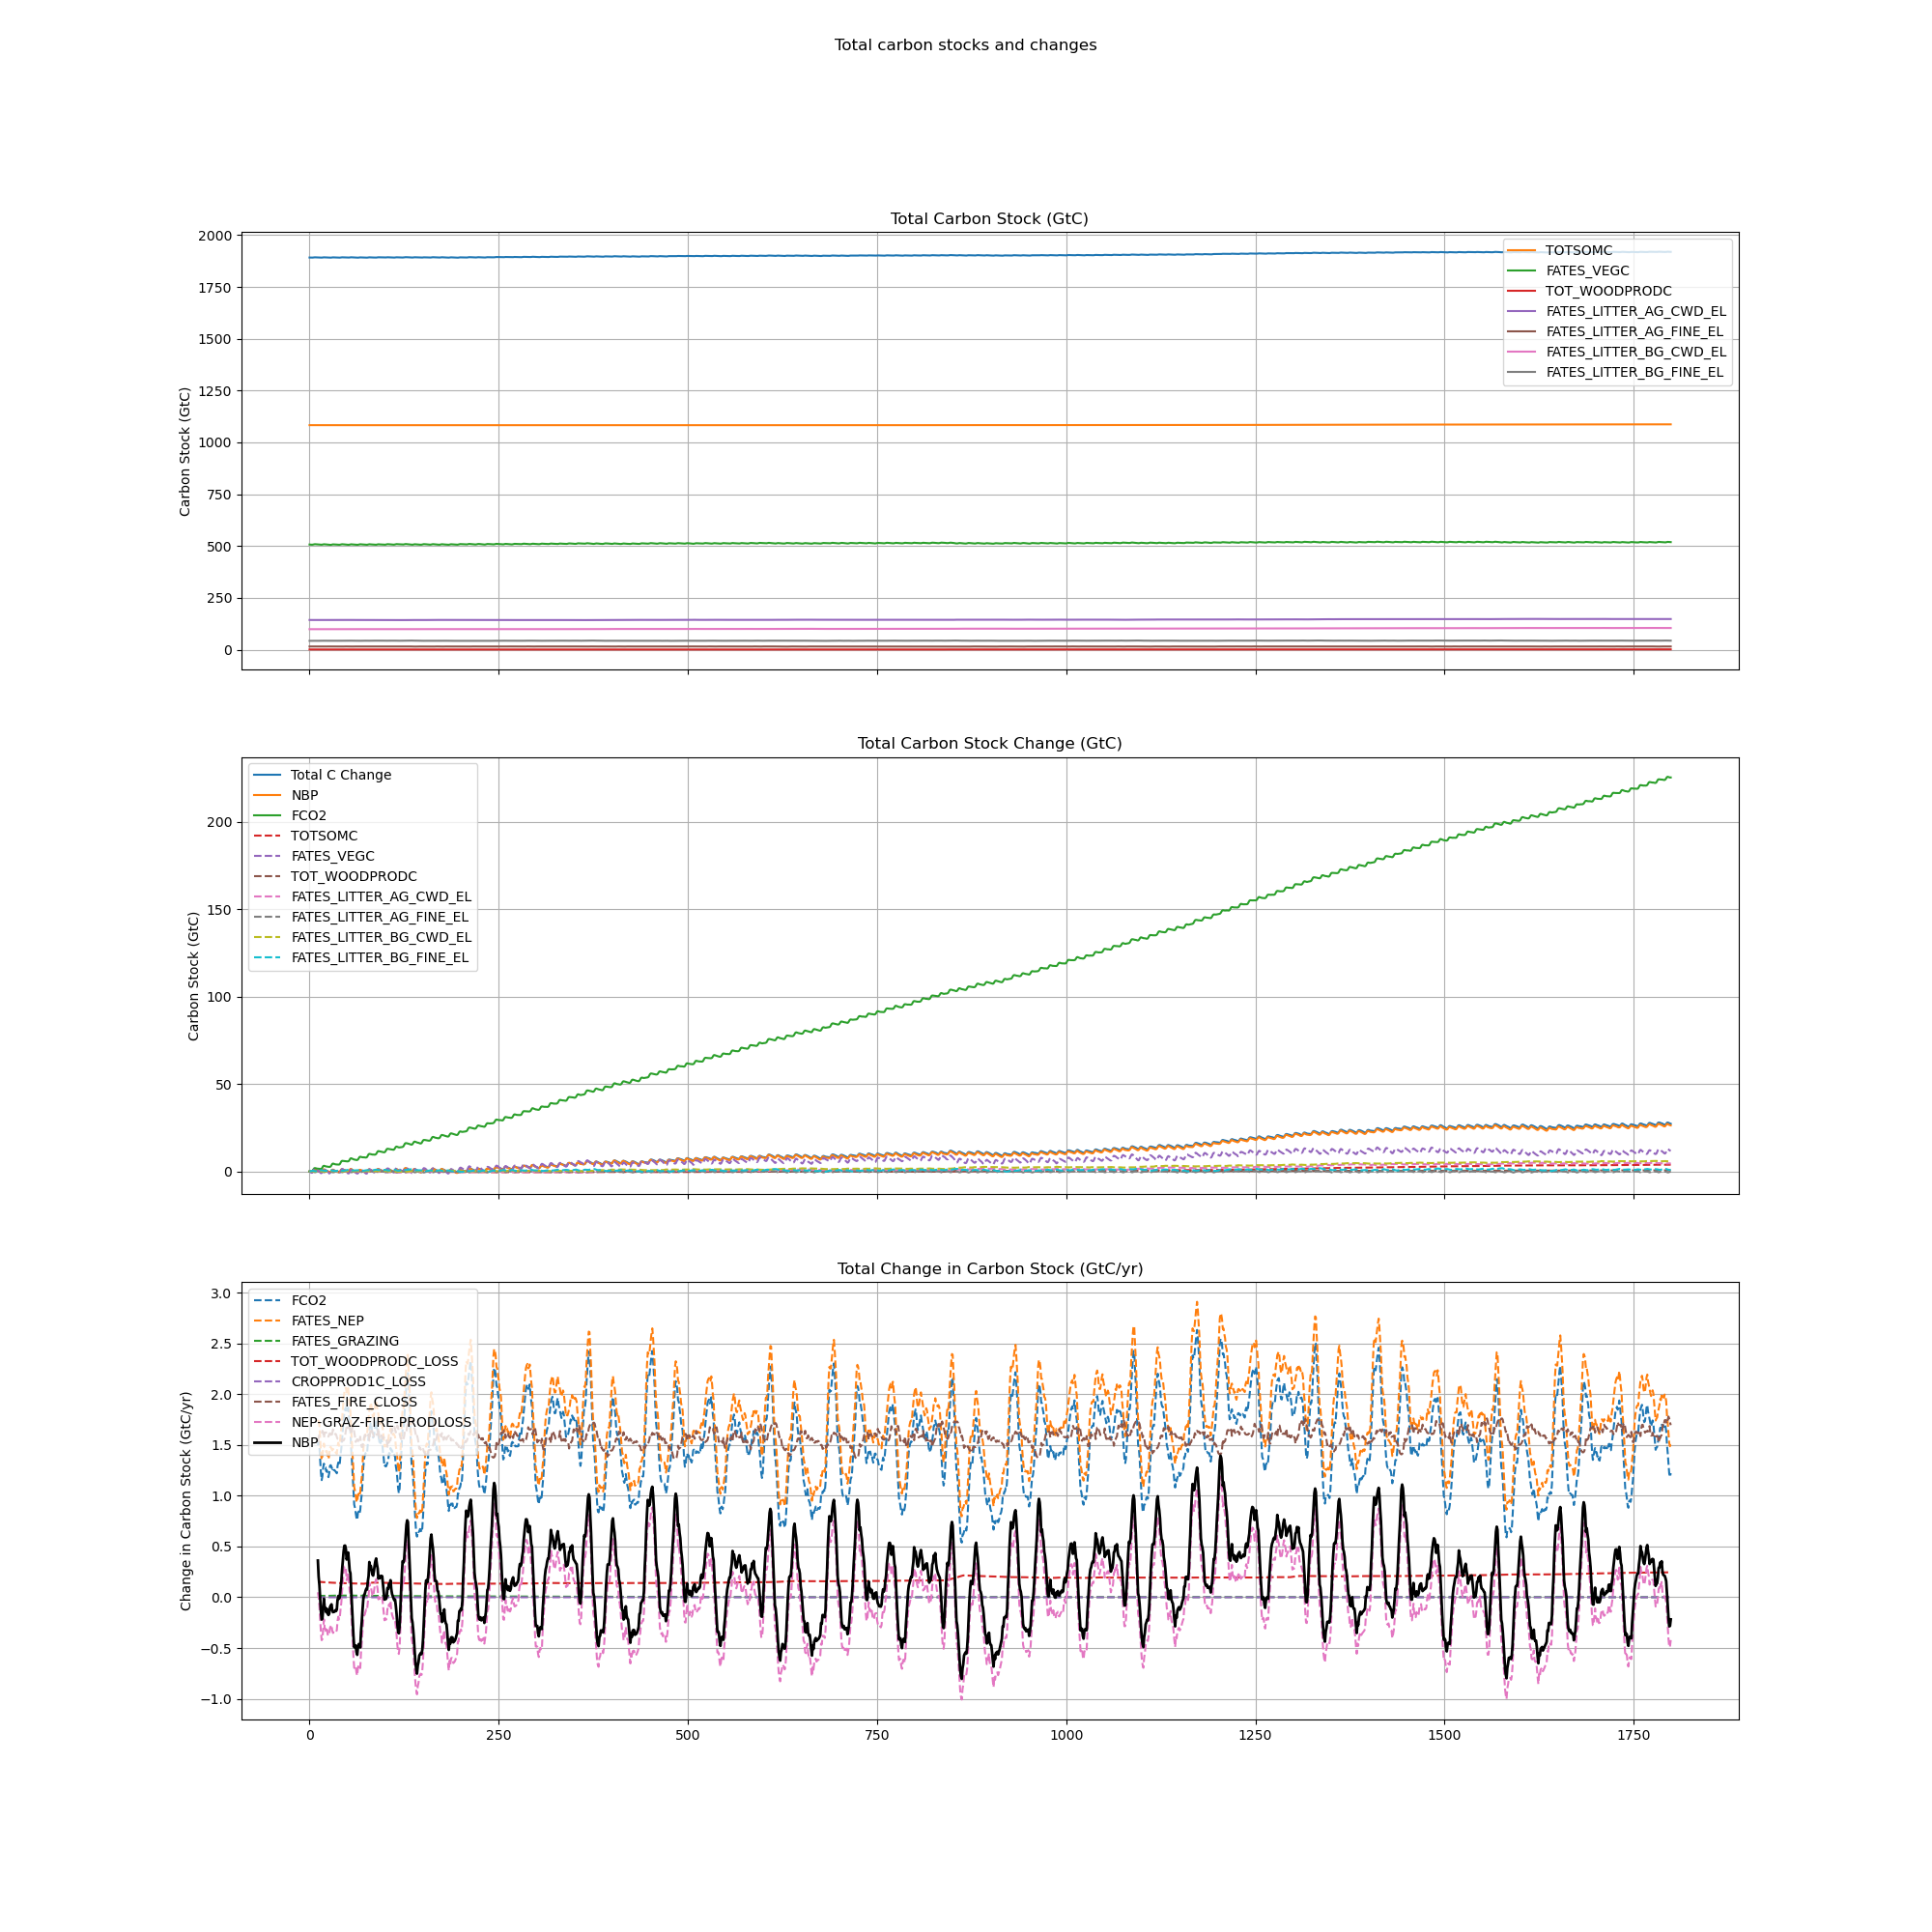 Total carbon stocks and changes
Total Carbon Stock (GtC)
2000
1750
1500
1250
1000
750
500
250
0
Carbon Stock (GtC)
TOTSOMC
FATES_VEGC
TOT_WOODPRODC
FATES_LITTER_AG_CWD_EL
FATES_LITTER_AG_FINE_EL
FATES_LITTER_BG_CWD_EL
FATES_LITTER_BG_FINE_EL
Total Carbon Stock Change (GtC)
200
150
100
50
0
Carbon Stock (GtC)
Total C Change
NBP
FCO2
TOTSOMC
FATES_VEGC
TOT_WOODPRODC
FATES_LITTER_AG_CWD_EL
FATES_LITTER_AG_FINE_EL
FATES_LITTER_BG_CWD_EL
FATES_LITTER_BG_FINE_EL
Total Change in Carbon Stock (GtC/yr)
3.0
2.5
2.0
1.5
1.0
0.5
0.0
−0.5
−1.0
Change in Carbon Stock (GtC/yr)
FCO2
FATES_NEP
FATES_GRAZING
TOT_WOODPRODC_LOSS
CROPPROD1C_LOSS
FATES_FIRE_CLOSS
NEP-GRAZ-FIRE-PRODLOSS
NBP
0 250 500 750 1000 1250 1500 1750